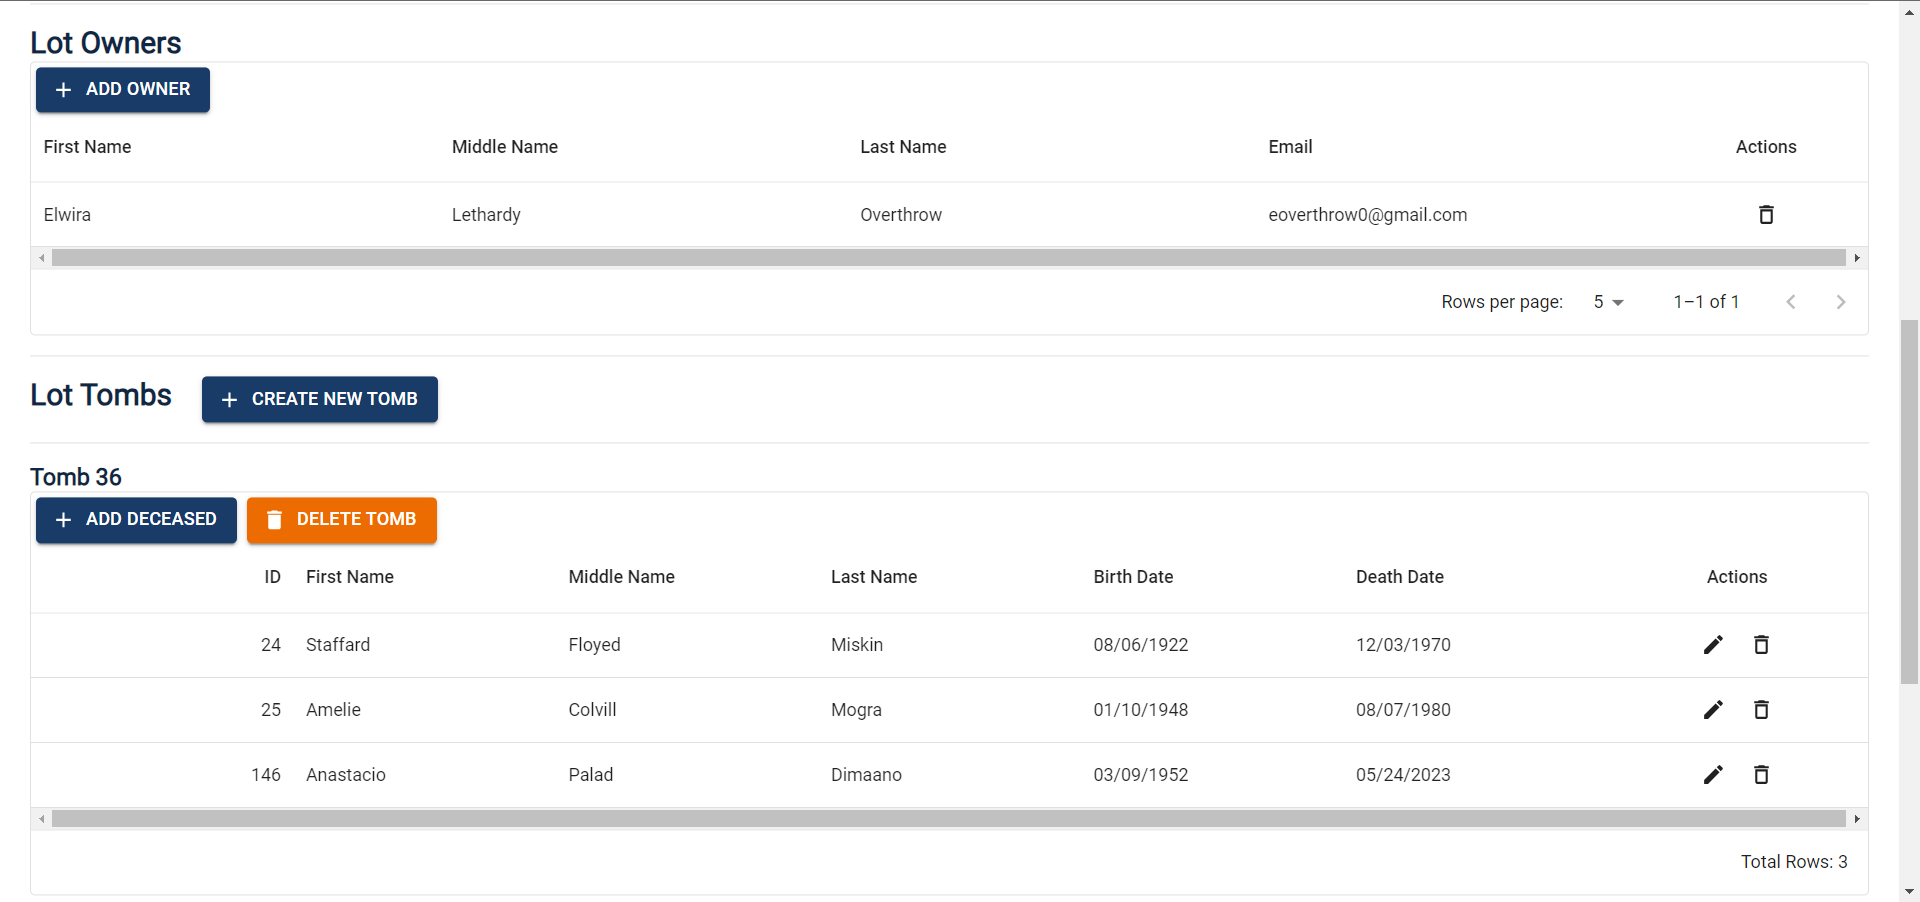 Lot Owners
+ ADD OWNER
First Name Middle Name Last Name Email Actions
Elwira Lethardy Overthrow eoverthrow0@gmail.com
Rows per page: 5 1–1 of 1
Lot Tombs + CREATE NEW TOMB
Tomb 36
+ ADD DECEASED DELETE TOMB
ID First Name Middle Name Last Name Birth Date Death Date Actions
24 Staffard Floyed Miskin 08/06/1922 12/03/1970
25 Amelie Colvill Mogra 01/10/1948 08/07/1980
146 Anastacio Palad Dimaano 03/09/1952 05/24/2023
Total Rows: 3